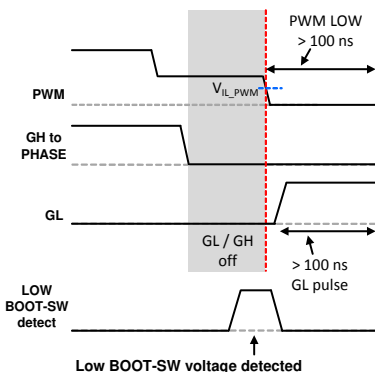 PWM LOW
> 100 ns
V_IL_PWM
PWM
GH to
PHASE
GL
GL / GH
off
> 100 ns
GL pulse
LOW
BOOT-SW
detect
Low BOOT-SW voltage detected